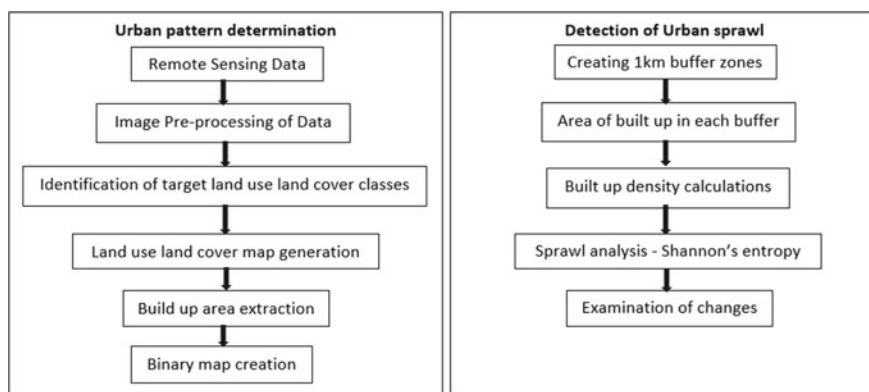 Urban pattern determination
Remote Sensing Data
Image Pre-processing of Data
Identification of target land use land cover classes
Land use land cover map generation
Build up area extraction
Binary map creation
Detection of Urban sprawl
Creating 1km buffer zones
Area of built up in each buffer
Built up density calculations
Sprawl analysis - Shannon's entropy
Examination of changes